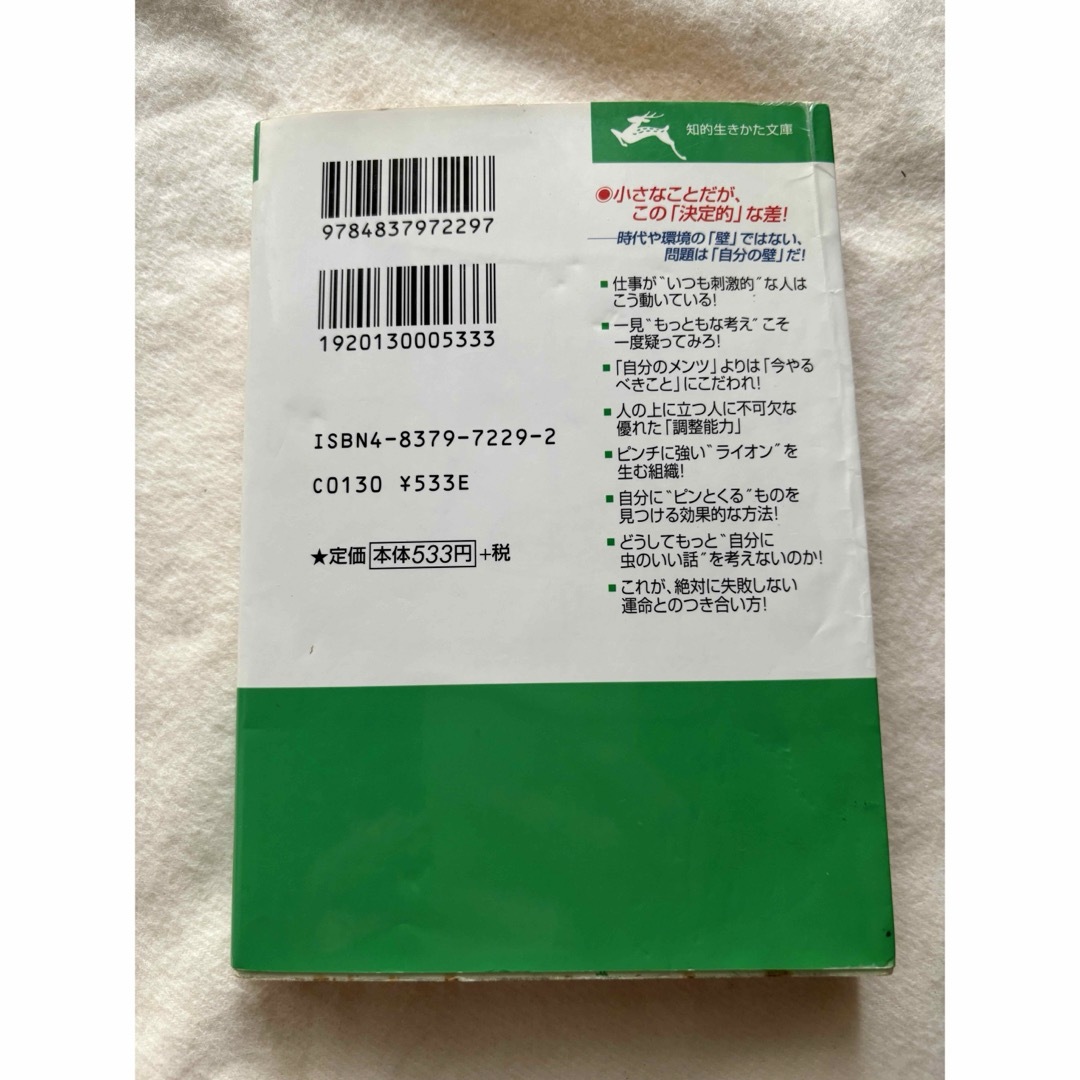 知的生きかた文庫
9784837972297
1920130005333
ISBN4-8379-7229-2
C0130 ¥533E
★定価 本体533円 +税
●小さなことだが、
この「決定的」な差!
——時代や環境の「壁」ではない、
問題は「自分の壁」だ!
■仕事が“いつも刺激的”な人は
こう動いている!
■一見“もっともな考え”こそ
一度疑ってみろ!
■「自分のメンツ」よりは「今やる
べきこと」にこだわれ!
■人の上に立つ人に不可欠な
優れた「調整能力」
■ピンチに強い“ライオン”を
生む組織!
■自分に“ピンとくる”ものを
見つける効果的な方法!
■どうしてもっと“自分に
虫のいい話”を考えないのか!
■これが、絶対に失敗しない
運命とのつき合い方!